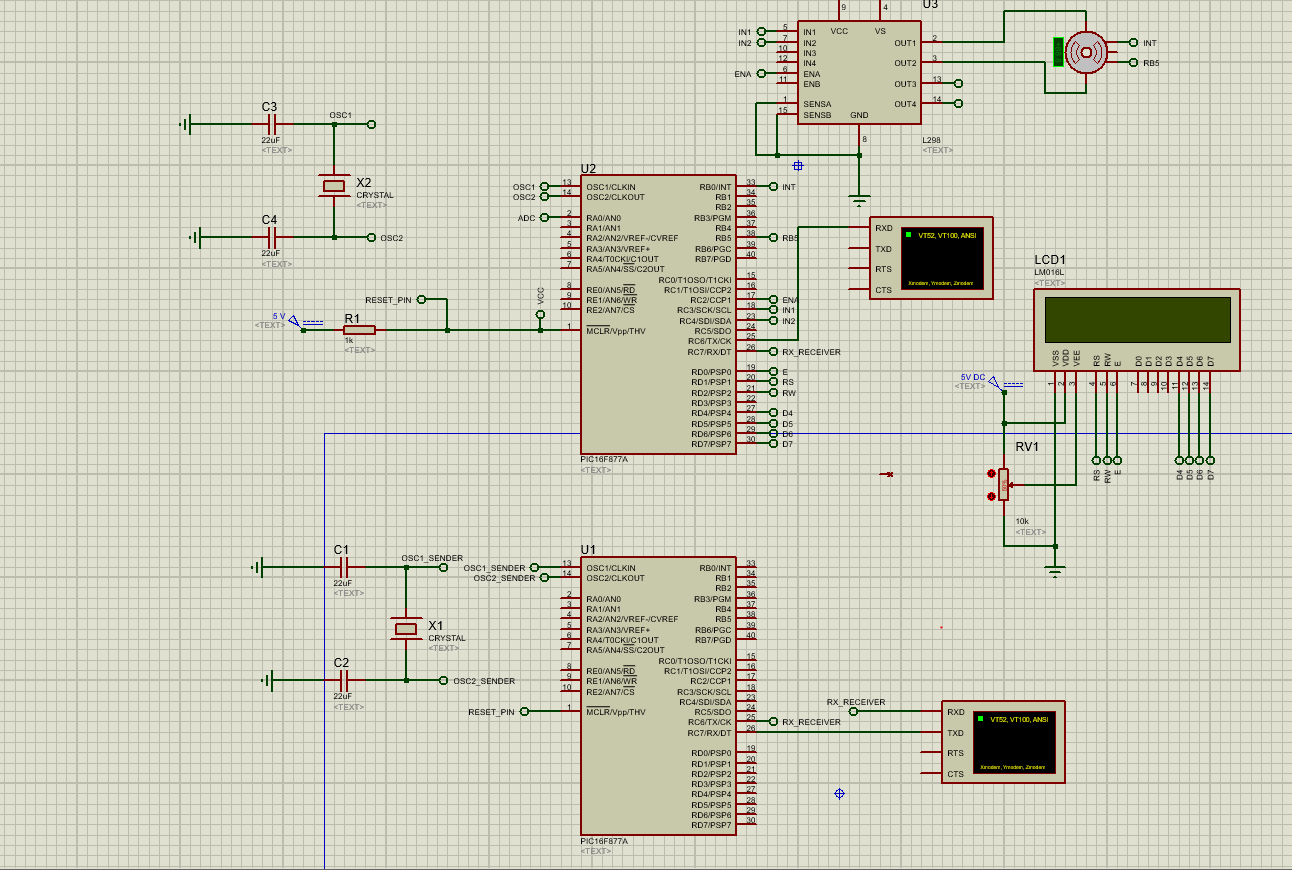 U3
9
4
VCC
VS
IN1
5
IN1
IN2
7
IN2
10
IN3
12
IN4
ENA
6
ENA
11
ENB
1
SENSA
15
SENSB
OUT1
2
OUT2
3
OUT3
13
OUT4
14
GND
8
L298
<TEXT>
INT
RB5
C3
22uF
<TEXT>
OSC1
X2
CRYSTAL
<TEXT>
C4
22uF
<TEXT>
OSC2
RESET_PIN
5 V
<TEXT>
R1
1k
<TEXT>
VCC
U2
OSC1
13
OSC1/CLKIN
OSC2
14
OSC2/CLKOUT
ADC
2
RA0/AN0
3
RA1/AN1
4
RA2/AN2/VREF-/CVREF
5
RA3/AN3/VREF+
6
RA4/T0CKI/C1OUT
7
RA5/AN4/SS/C2OUT
8
RE0/AN5/RD
9
RE1/AN6/WR
10
RE2/AN7/CS
1
MCLR/Vpp/THV
RB0/INT
33
INT
RB1
34
RB2
35
RB3/PGM
36
RB4
37
RB5
38
RB5
RB6/PGC
39
RB7/PGD
40
RC0/T1OSO/T1CKI
15
RC1/T1OSI/CCP2
16
RC2/CCP1
17
ENA
RC3/SCK/SCL
18
IN1
RC4/SDI/SDA
23
IN2
RC5/SDO
24
RC6/TX/CK
25
RC7/RX/DT
26
RX_RECEIVER
RD0/PSP0
19
E
RD1/PSP1
20
RS
RD2/PSP2
21
RW
RD3/PSP3
22
RD4/PSP4
27
D4
RD5/PSP5
28
D5
RD6/PSP6
29
D6
RD7/PSP7
30
D7
PIC16F877A
<TEXT>
RXD
TXD
RTS
CTS
VT52, VT100, ANSI
Xmodem, Ymodem, Zmodem
LCD1
LM016L
<TEXT>
VSS
VDD
VEE
RS
RW
E
D0
D1
D2
D3
D4
D5
D6
D7
1
2
3
4
5
6
7
8
9
10
11
12
13
14
RS
RW
E
D4
D5
D6
D7
5V DC
<TEXT>
RV1
10k
<TEXT>
C1
22uF
<TEXT>
OSC1_SENDER
X1
CRYSTAL
<TEXT>
C2
22uF
<TEXT>
OSC2_SENDER
U1
OSC1_SENDER
13
OSC1/CLKIN
OSC2_SENDER
14
OSC2/CLKOUT
2
RA0/AN0
3
RA1/AN1
4
RA2/AN2/VREF-/CVREF
5
RA3/AN3/VREF+
6
RA4/T0CKI/C1OUT
7
RA5/AN4/SS/C2OUT
8
RE0/AN5/RD
9
RE1/AN6/WR
10
RE2/AN7/CS
RESET_PIN
1
MCLR/Vpp/THV
RB0/INT
33
RB1
34
RB2
35
RB3/PGM
36
RB4
37
RB5
38
RB6/PGC
39
RB7/PGD
40
RC0/T1OSO/T1CKI
15
RC1/T1OSI/CCP2
16
RC2/CCP1
17
RC3/SCK/SCL
18
RC4/SDI/SDA
23
RC5/SDO
24
RC6/TX/CK
25
RX_RECEIVER
RC7/RX/DT
26
RD0/PSP0
19
RD1/PSP1
20
RD2/PSP2
21
RD3/PSP3
22
RD4/PSP4
27
RD5/PSP5
28
RD6/PSP6
29
RD7/PSP7
30
PIC16F877A
<TEXT>
RX_RECEIVER
RXD
TXD
RTS
CTS
VT52, VT100, ANSI
Xmodem, Ymodem, Zmodem